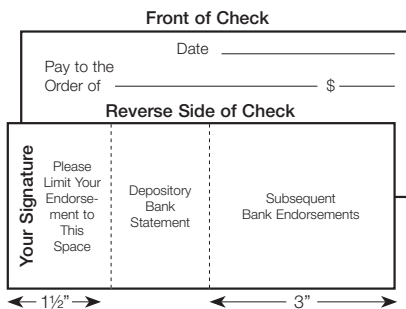 Front of Check
Date
Pay to the
Order of $
Reverse Side of Check
Your Signature
Please
Limit Your
Endorse-
ment to
This
Space
Depository
Bank
Statement
Subsequent
Bank Endorsements
1½”
3”